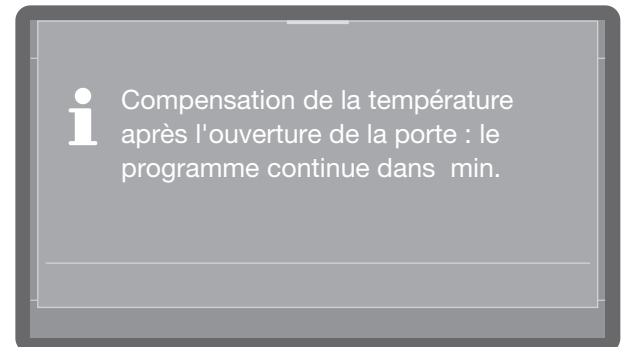 Compensation de la température
après l'ouverture de la porte : le
programme continue dans  min.